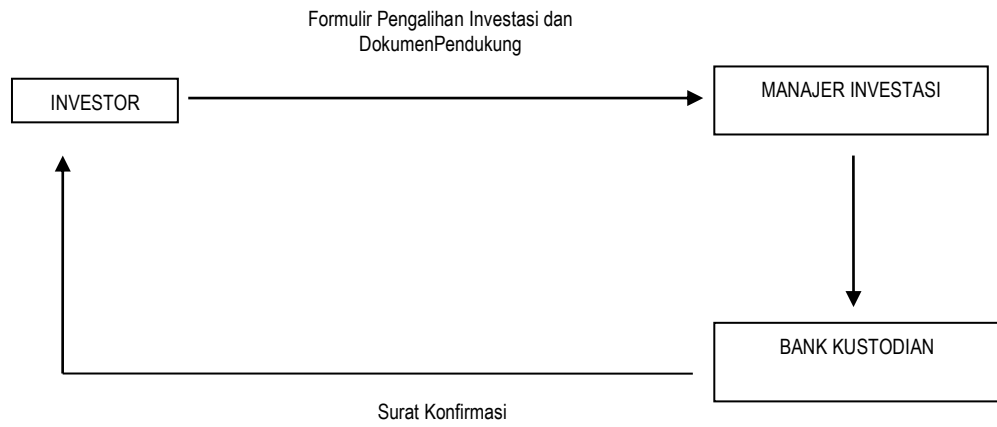 Formulir Pengalihan Investasi dan
DokumenPendukung
INVESTOR
MANAJER INVESTASI
BANK KUSTODIAN
Surat Konfirmasi